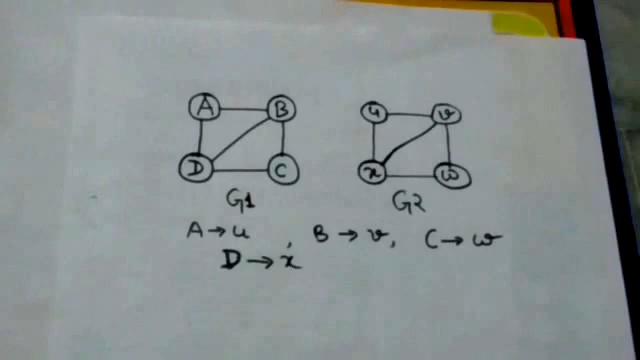 A B u v
D C x w
G1 G2
A → u , B → v, C → w
D → x